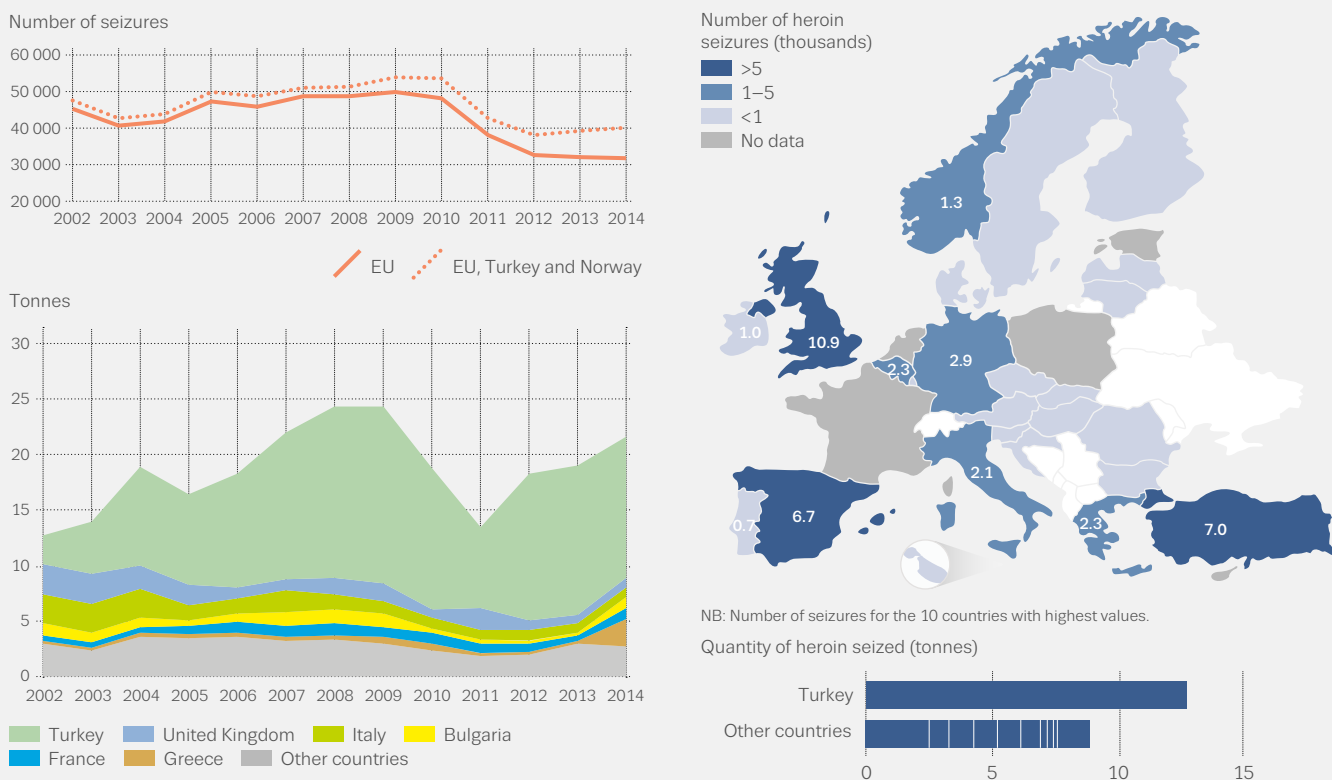 Number of seizures
60 000
50 000
40 000
30 000
20 000
2002 2003 2004 2005 2006 2007 2008 2009 2010 2011 2012 2013 2014
EU
EU, Turkey and Norway
Tonnes
30
25
20
15
10
5
0
2002 2003 2004 2005 2006 2007 2008 2009 2010 2011 2012 2013 2014
Turkey United Kingdom Italy Bulgaria
France Greece Other countries
Number of heroin
seizures (thousands)
>5
1–5
<1
No data
1.3
1.0
10.9
2.3
2.9
2.1
0.7
6.7
2.3
7.0
NB: Number of seizures for the 10 countries with highest values.
Quantity of heroin seized (tonnes)
Turkey
Other countries
0 5 10 15